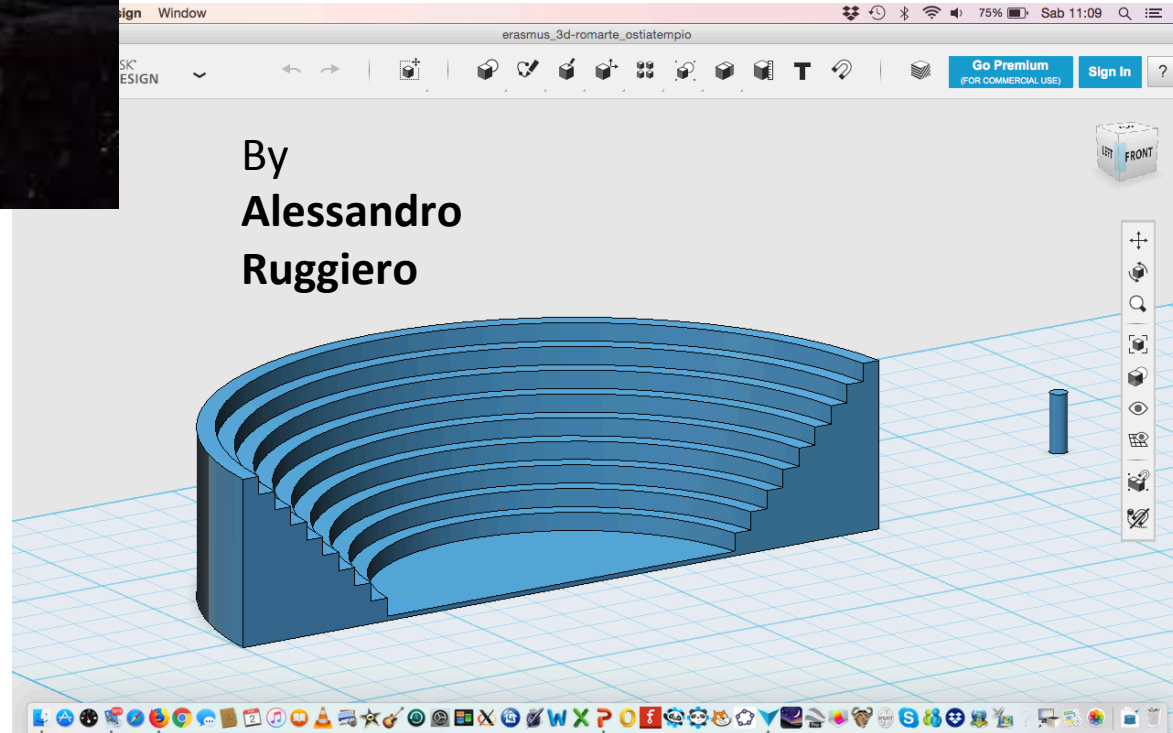 sign Window
75% Sab 11:09
erasmus_3d-romarte_ostiatempio
SK®
ESIGN
T
Go Premium
(FOR COMMERCIAL USE)
Sign In
?
By
Alessandro
Ruggiero
LEFT FRONT